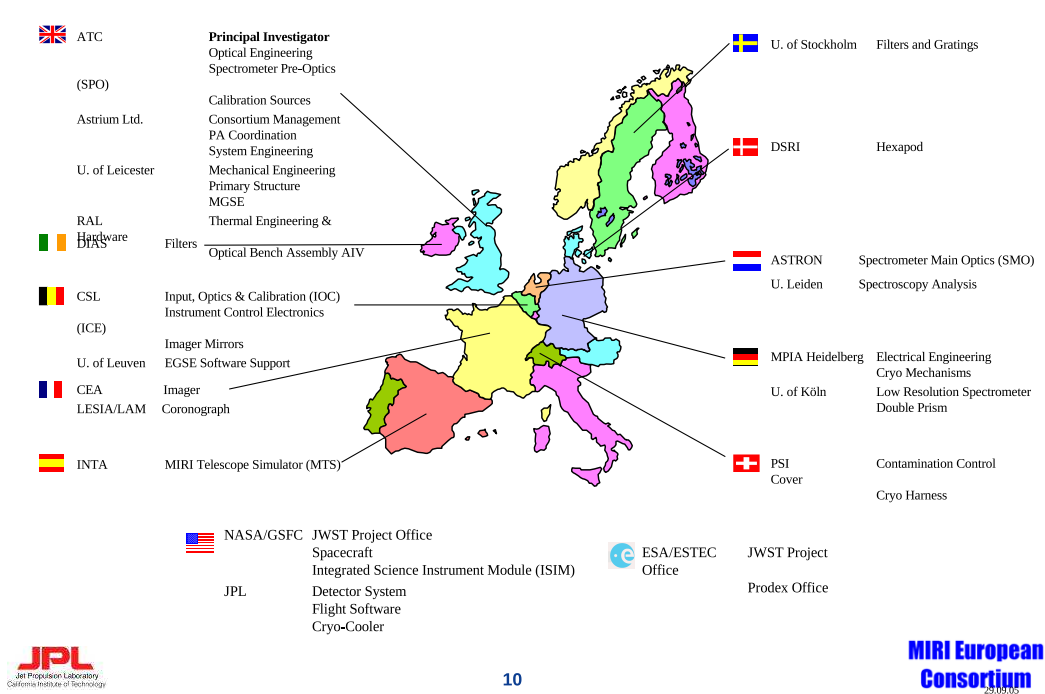 ATC Principal Investigator
Optical Engineering
Spectrometer Pre-Optics
(SPO)
Calibration Sources
Astrium Ltd. Consortium Management
PA Coordination
System Engineering
U. of Leicester Mechanical Engineering
Primary Structure
MGSE
RAL Thermal Engineering &
Hardware
DIAS Filters
Optical Bench Assembly AIV
CSL Input, Optics & Calibration (IOC)
Instrument Control Electronics
(ICE)
Imager Mirrors
U. of Leuven EGSE Software Support
CEA Imager
LESIA/LAM Coronograph
INTA MIRI Telescope Simulator (MTS)
U. of Stockholm Filters and Gratings
DSRI Hexapod
ASTRON Spectrometer Main Optics (SMO)
U. Leiden Spectroscopy Analysis
MPIA Heidelberg Electrical Engineering
Cryo Mechanisms
U. of Köln Low Resolution Spectrometer
Double Prism
PSI Contamination Control
Cover
Cryo Harness
NASA/GSFC JWST Project Office
Spacecraft
Integrated Science Instrument Module (ISIM)
JPL Detector System
Flight Software
Cryo-Cooler
esa
ESA/ESTEC JWST Project
Office
Prodex Office
JPL
Jet Propulsion Laboratory
California Institute of Technology
10
MIRI European
Consortium
29.09.05